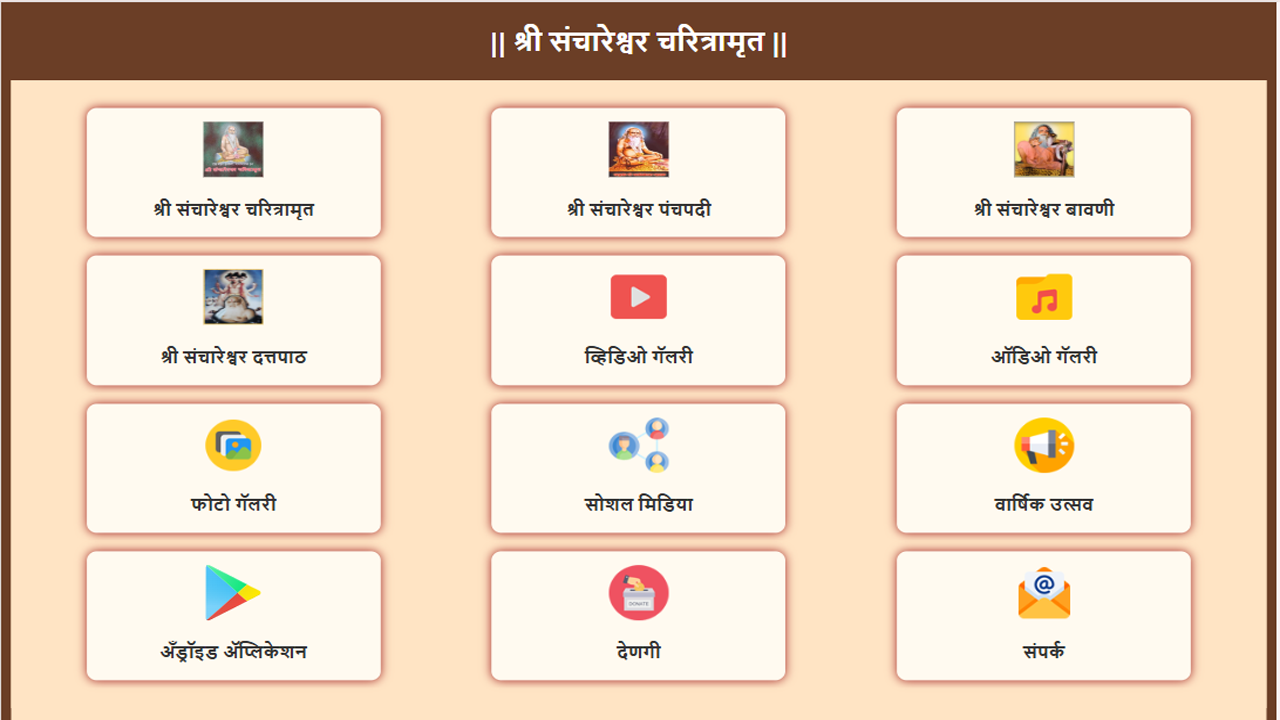 || श्री संचारेश्वर चरित्रामृत ||
श्री संचारेश्वर चरित्रामृत
श्री संचारेश्वर पंचपदी
श्री संचारेश्वर बावणी
श्री संचारेश्वर दत्तपाठ
व्हिडिओ गॅलरी
ऑडिओ गॅलरी
फोटो गॅलरी
सोशल मिडिया
वार्षिक उत्सव
DONATE
@
अँड्रॉइड ॲप्लिकेशन
देणगी
संपर्क